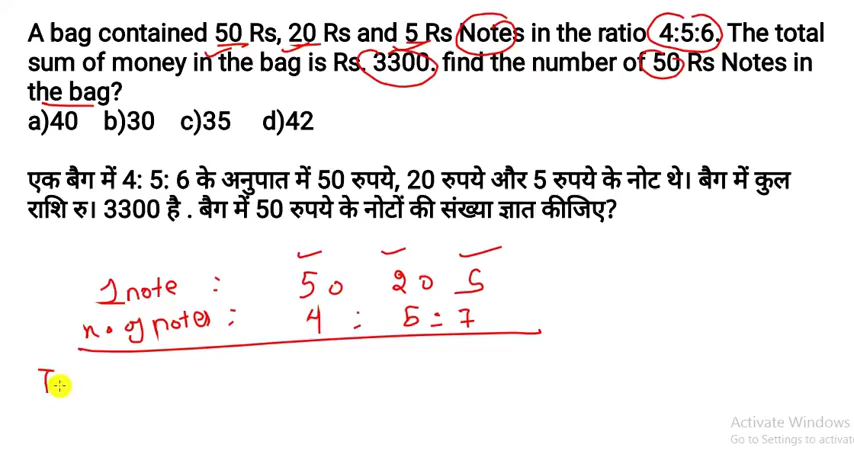 A bag contained 50 Rs, 20 Rs and 5 Rs Notes in the ratio 4:5:6. The total
sum of money in the bag is Rs. 3300. find the number of 50 Rs Notes in
the bag?
a)40 b)30 c)35 d)42
एक बैग में 4: 5: 6 के अनुपात में 50 रुपये, 20 रुपये और 5 रुपये के नोट थे। बैग में कुल
राशि रु। 3300 है . बैग में 50 रुपये के नोटों की संख्या ज्ञात कीजिए?
1 note : 50 20 5
no. of notes : 4 : 5 : 7
T
Activate Windows
Go to Settings to activate